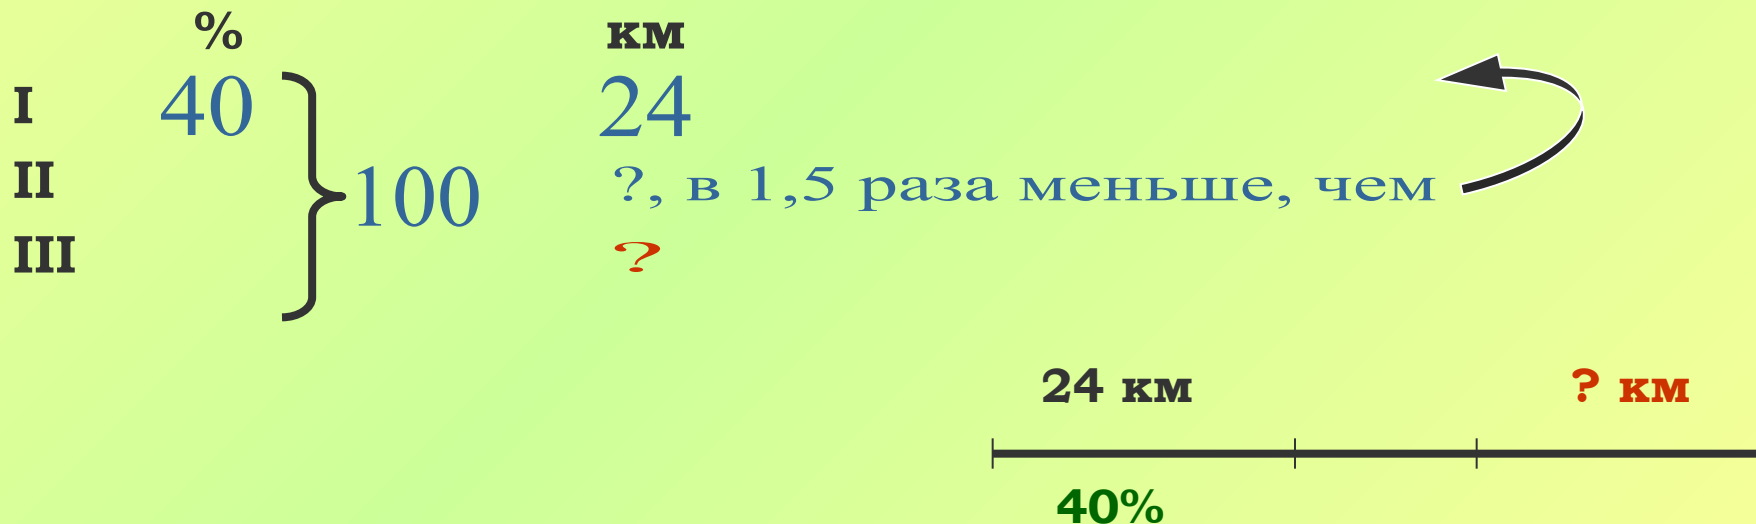 % км
I 40 24
II 100 ?, в 1,5 раза меньше, чем
III ?
24 км ? км
40%